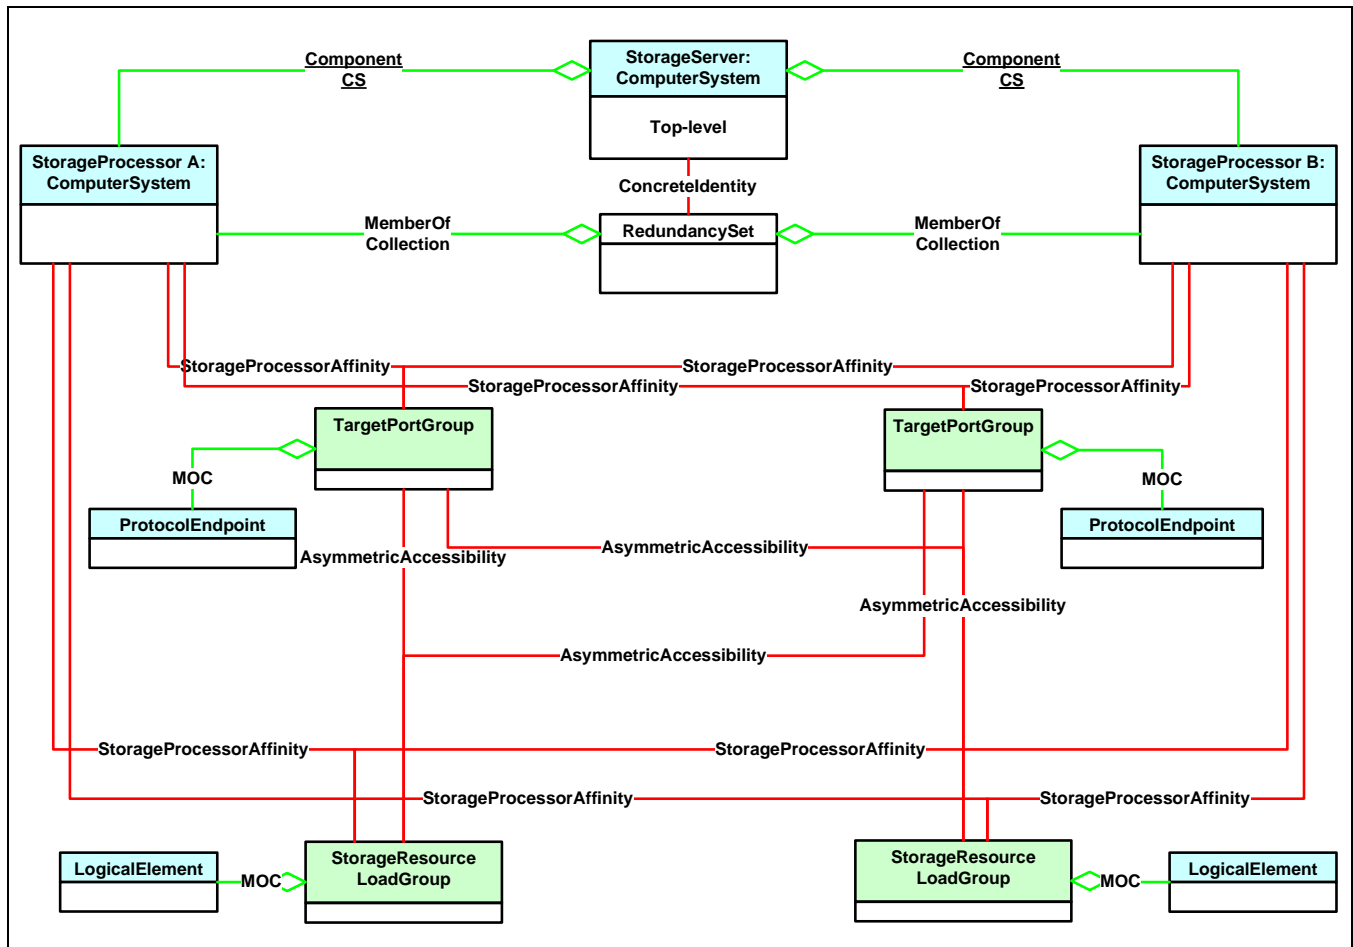 Component
CS
StorageServer:
ComputerSystem
Component
CS
Top-level
StorageProcessor A:
ComputerSystem
StorageProcessor B:
ComputerSystem
ConcreteIdentity
MemberOf
Collection
RedundancySet
MemberOf
Collection
StorageProcessorAffinity
StorageProcessorAffinity
StorageProcessorAffinity
StorageProcessorAffinity
TargetPortGroup
TargetPortGroup
MOC
MOC
ProtocolEndpoint
ProtocolEndpoint
AsymmetricAccessibility
AsymmetricAccessibility
AsymmetricAccessibility
AsymmetricAccessibility
StorageProcessorAffinity
StorageProcessorAffinity
StorageProcessorAffinity
StorageProcessorAffinity
StorageResource
LoadGroup
StorageResource
LoadGroup
LogicalElement
MOC
MOC
LogicalElement